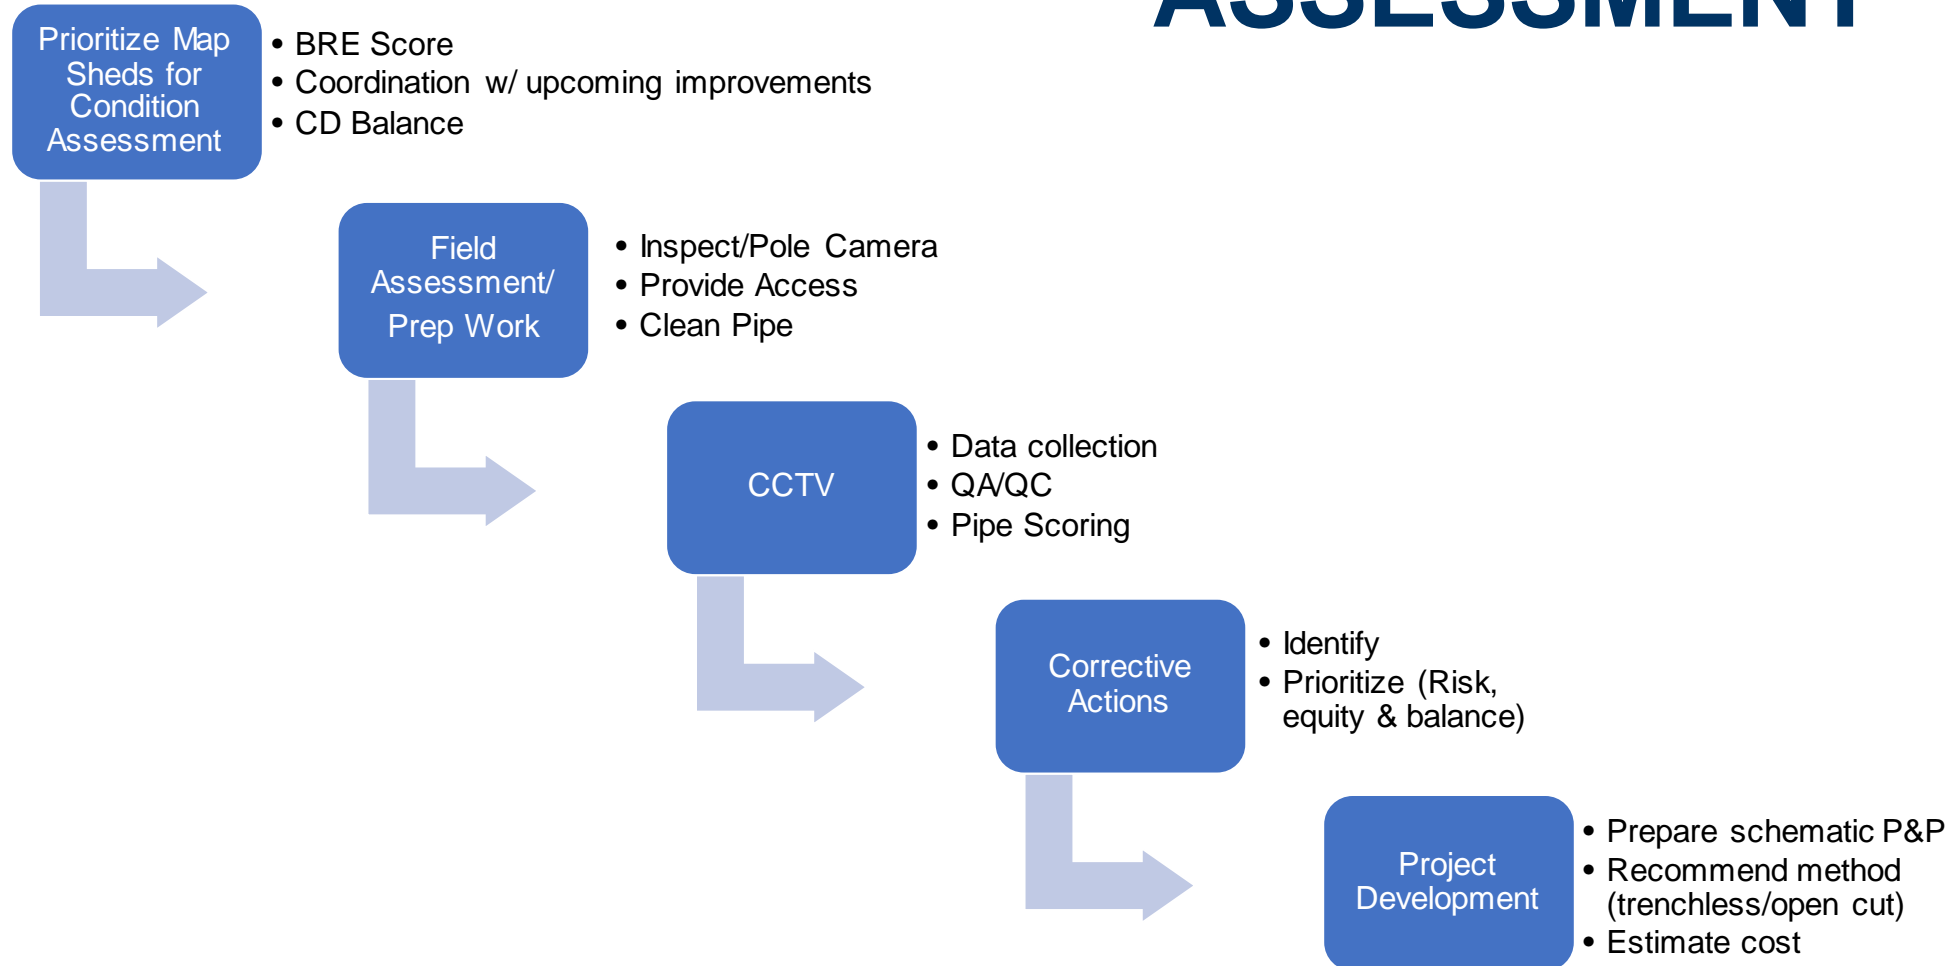 ASSESSMENT
Prioritize Map
Sheds for
Condition
Assessment
• BRE Score
• Coordination w/ upcoming improvements
• CD Balance
Field
Assessment/
Prep Work
• Inspect/Pole Camera
• Provide Access
• Clean Pipe
CCTV
• Data collection
• QA/QC
• Pipe Scoring
Corrective
Actions
• Identify
• Prioritize (Risk,
equity & balance)
Project
Development
• Prepare schematic P&P
• Recommend method
(trenchless/open cut)
• Estimate cost